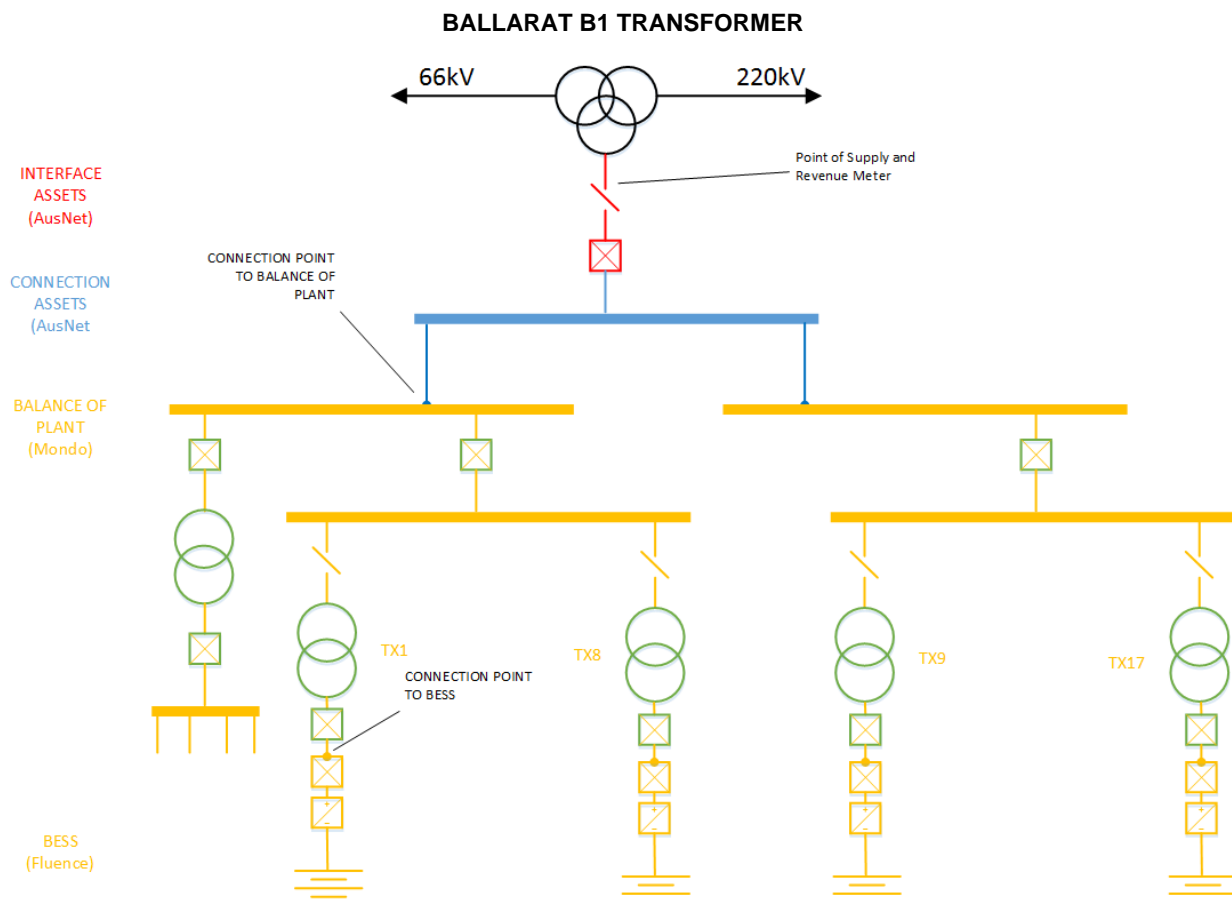 BALLARAT B1 TRANSFORMER
66kV
220kV
Point of Supply and
Revenue Meter
INTERFACE
ASSETS
(AusNet)
CONNECTION POINT
TO BALANCE OF
PLANT
CONNECTION
ASSETS
(AusNet
BALANCE OF
PLANT
(Mondo)
TX1
TX8
TX9
TX17
CONNECTION POINT
TO BESS
BESS
(Fluence)